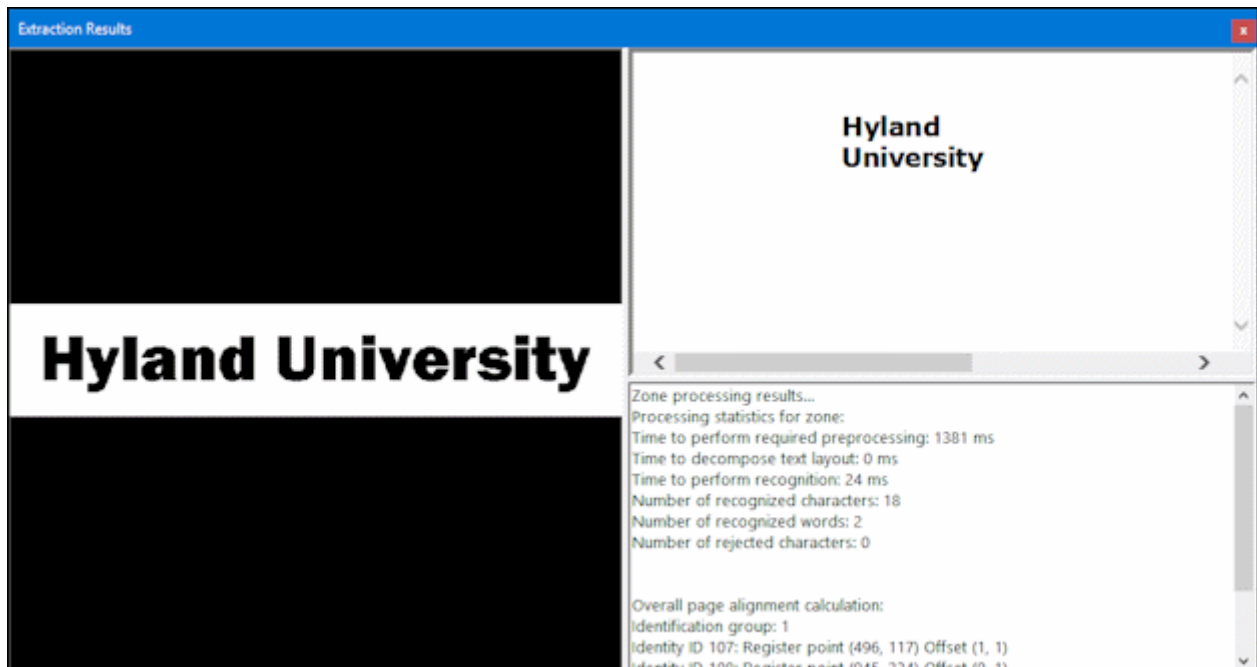 Extraction Results
x
Hyland University
Hyland
University
Zone processing results...
Processing statistics for zone:
Time to perform required preprocessing: 1381 ms
Time to decompose text layout: 0 ms
Time to perform recognition: 24 ms
Number of recognized characters: 18
Number of recognized words: 2
Number of rejected characters: 0
Overall page alignment calculation:
Identification group: 1
Identity ID 107: Register point (496, 117) Offset (1, 1)